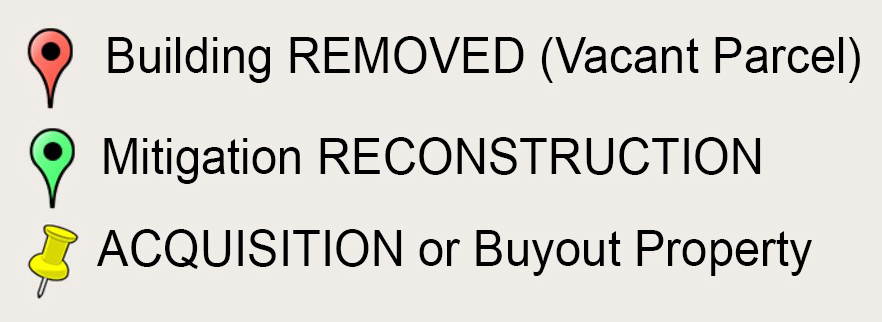 Building REMOVED (Vacant Parcel)
Mitigation RECONSTRUCTION
ACQUISITION or Buyout Property